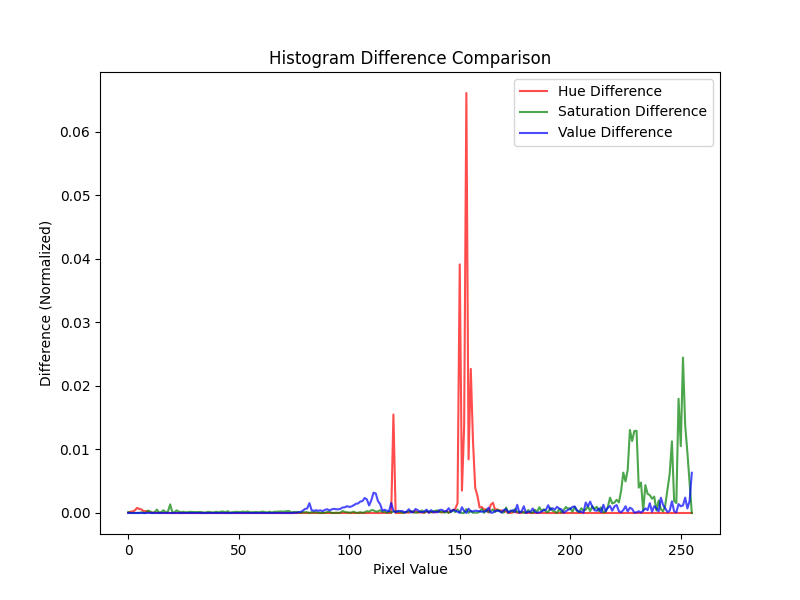 Histogram Difference Comparison
Hue Difference
Saturation Difference
Value Difference
Difference (Normalized)
0.06
0.05
0.04
0.03
0.02
0.01
0.00
0 50 100 150 200 250
Pixel Value